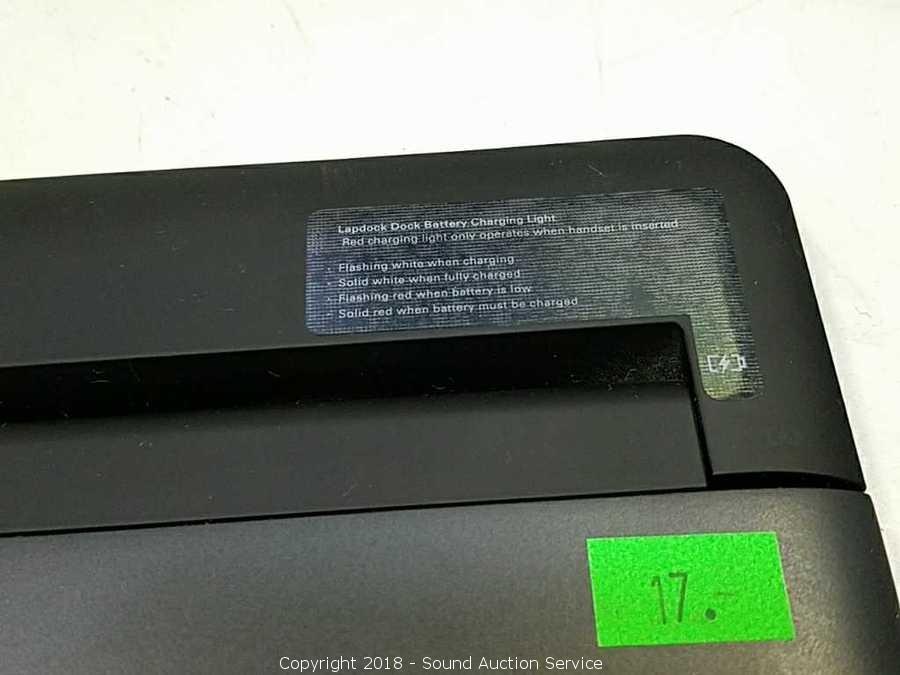 Lapdock Dock Battery Charging Light
Red charging light only operates when handset is inserted
- Flashing white when charging
- Solid white when fully charged
- Flashing red when battery is low
- Solid red when battery must be charged
17.-
Copyright 2018 - Sound Auction Service